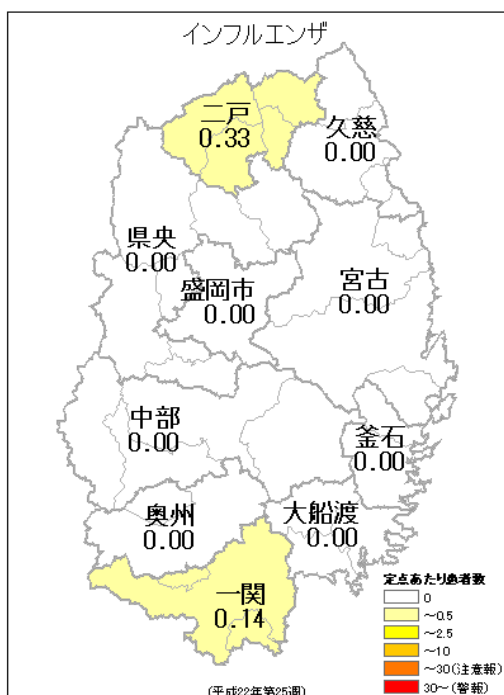 インフルエンザ
二戸
0.33
久慈
0.00
県央
0.00
盛岡市
0.00
宮古
0.00
中部
0.00
釜石
0.00
奥州
0.00
大船渡
0.00
一関
0.14
定点あたり患者数
0
～0.5
～2.5
～10
～30(注意報)
30～(警報)
(平成22年第25週)